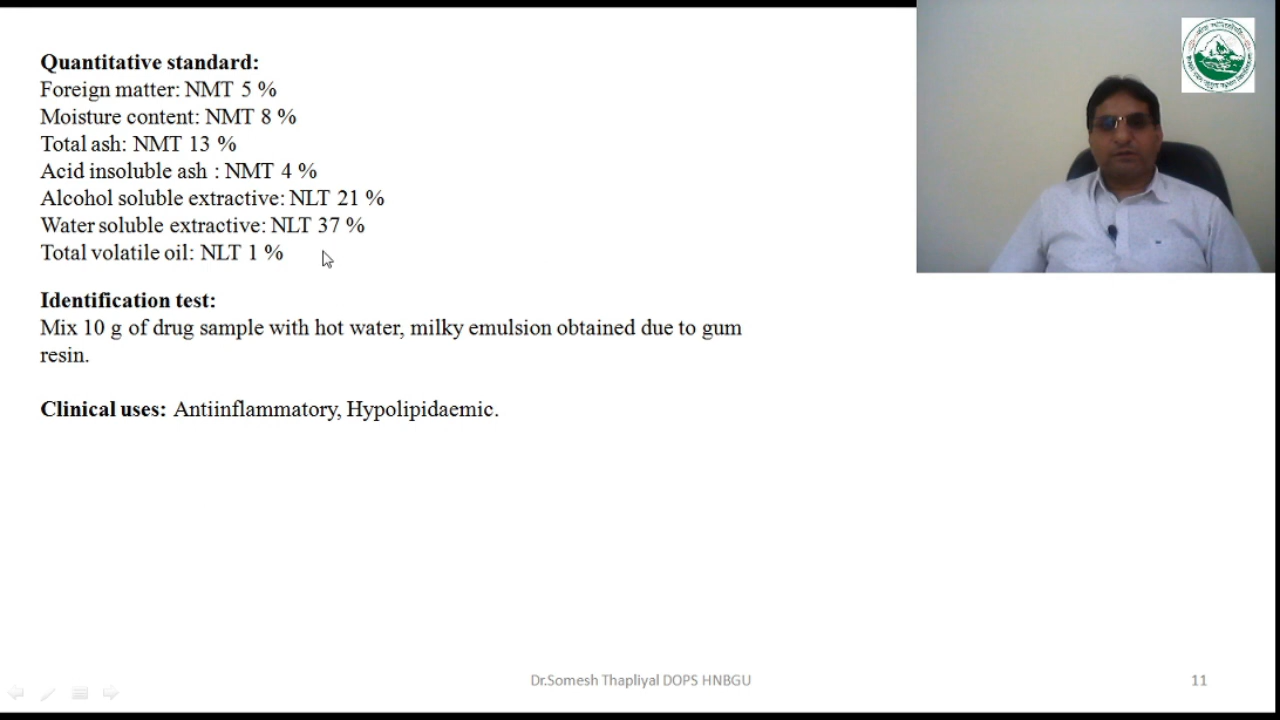 Quantitative standard:
Foreign matter: NMT 5 %
Moisture content: NMT 8 %
Total ash: NMT 13 %
Acid insoluble ash : NMT 4 %
Alcohol soluble extractive: NLT 21 %
Water soluble extractive: NLT 37 %
Total volatile oil: NLT 1 %
Identification test:
Mix 10 g of drug sample with hot water, milky emulsion obtained due to gum
resin.
Clinical uses: Antiinflammatory, Hypolipidaemic.
Dr.Somesh Thapliyal DOPS HNBGU
11